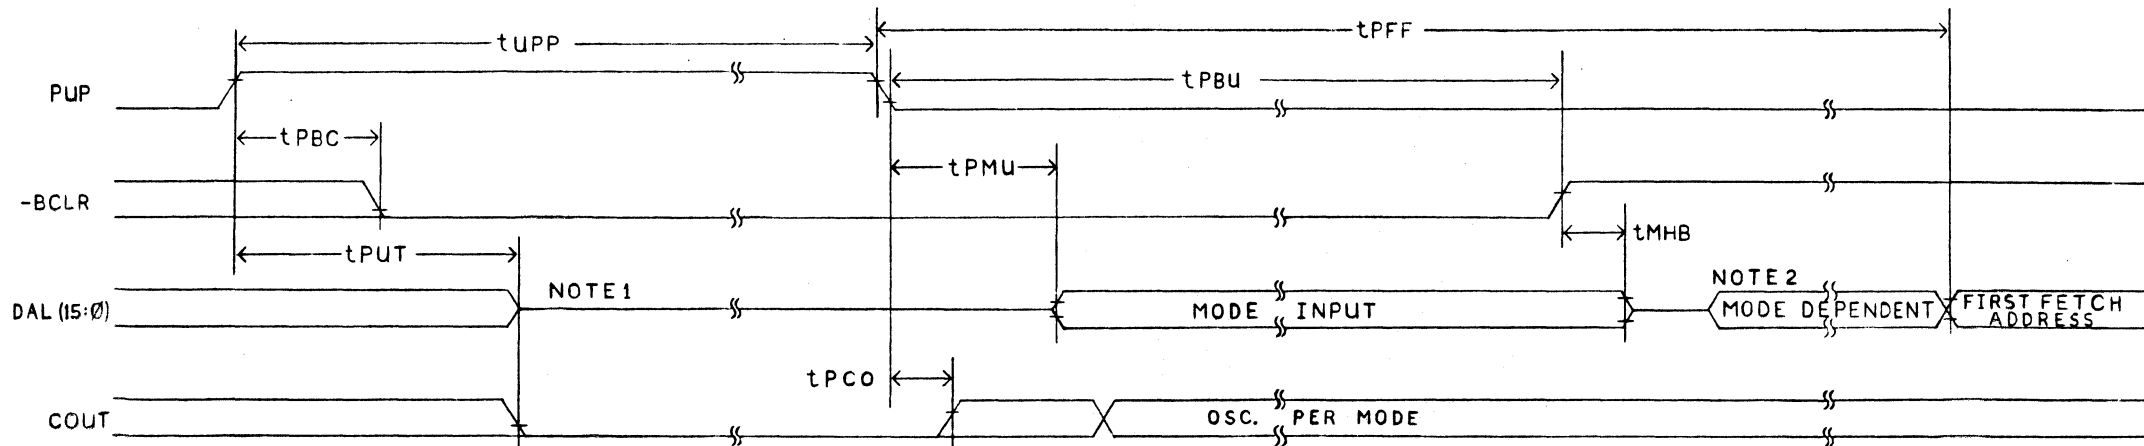 tUPP
tPFF
PUP
tPBU
tPBC
tPMU
-BCLR
tMHB
tPUT
DAL (15:Ø)
NOTE 1
MODE INPUT
NOTE 2
MODE DEPENDENT
FIRST FETCH
ADDRESS
tPCO
COUT
OSC. PER MODE